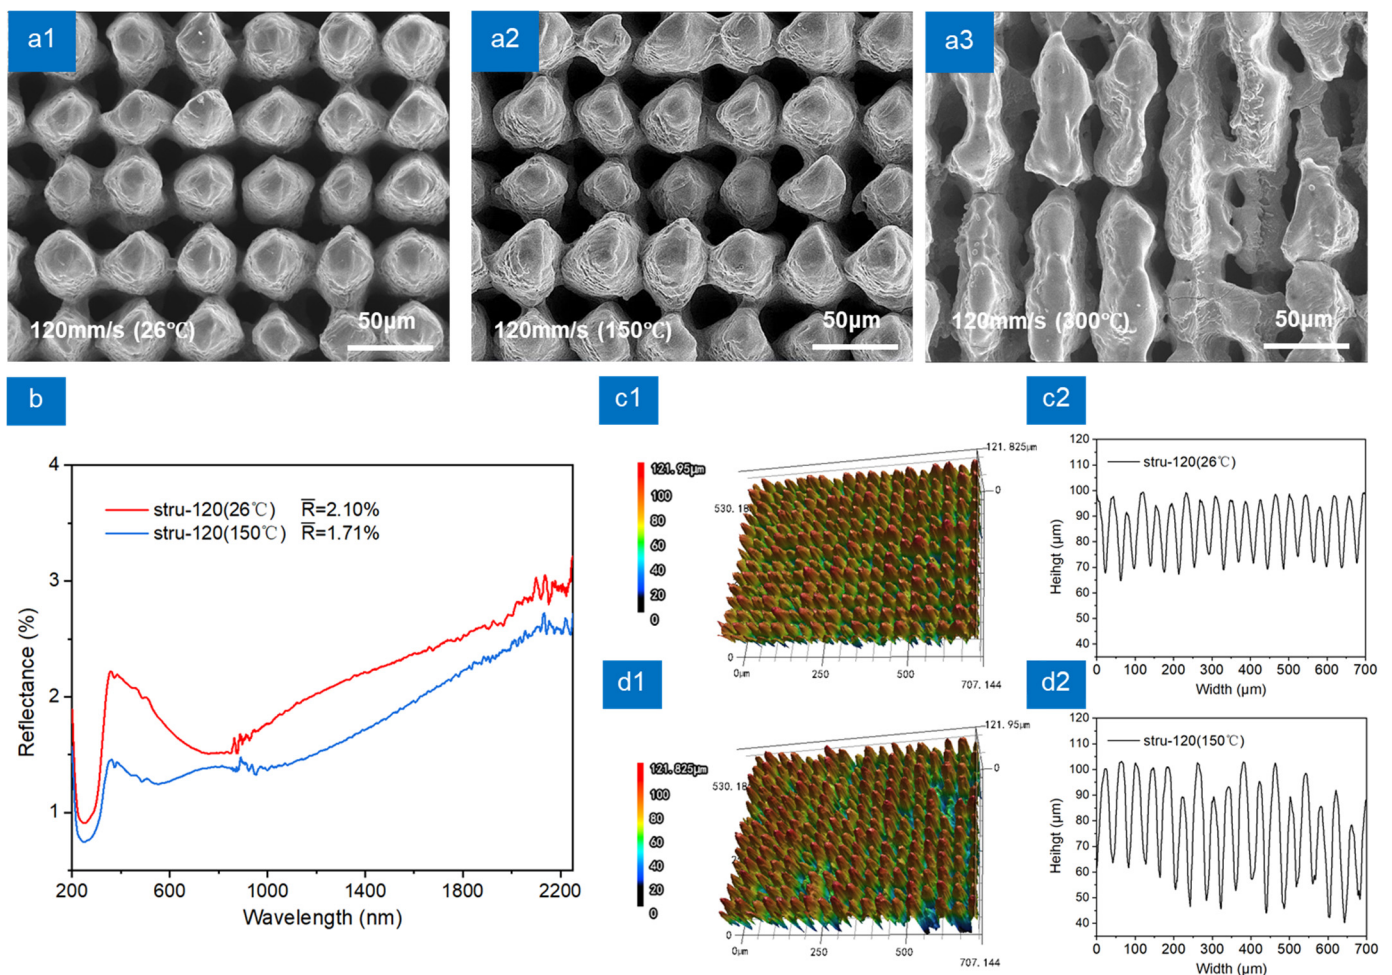 a1
120mm/s (26℃)
50μm
a2
120mm/s (150℃)
50μm
a3
120mm/s (300℃)
50μm
b
4
3
2
1
Reflectance (%)
stru-120(26℃) R̅=2.10%
stru-120(150℃) R̅=1.71%
200 600 1000 1400 1800 2200
Wavelength (nm)
c1
121.95μm
100
80
60
40
20
0
121.825μm
0
530.18
0
0μm
250
500
707.144
c2
120
110
100
90
80
70
60
50
40
Heihgt (μm)
stru-120(26℃)
0 100 200 300 400 500 600 700
Width (μm)
d1
121.825μm
100
80
60
40
20
0
121.95μm
0
530.18
0
0μm
250
500
707.144
d2
120
110
100
90
80
70
60
50
40
Heihgt (μm)
stru-120(150℃)
0 100 200 300 400 500 600 700
Width (μm)